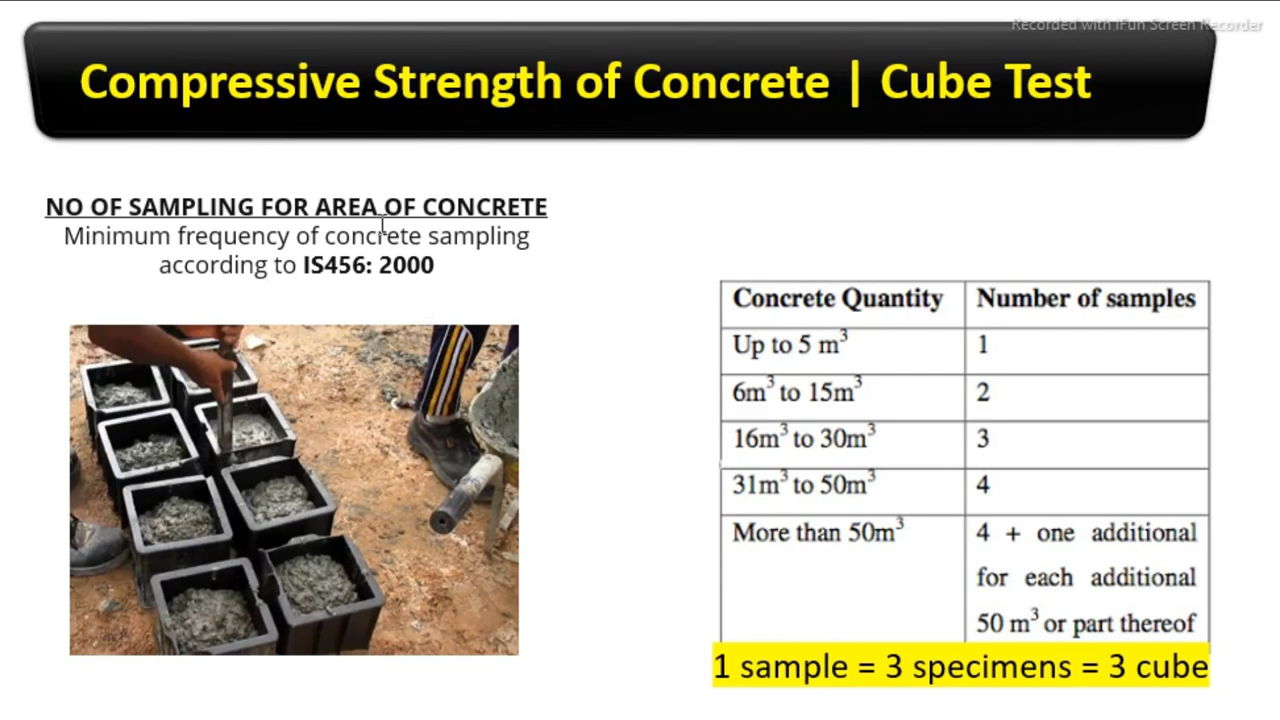 Recorded with iFun Screen Recorder
Compressive Strength of Concrete | Cube Test
NO OF SAMPLING FOR AREA OF CONCRETE
Minimum frequency of concrete sampling
according to IS456: 2000
Concrete Quantity Number of samples
Up to 5 m³ 1
6m³ to 15m³ 2
16m³ to 30m³ 3
31m³ to 50m³ 4
More than 50m³ 4 + one additional
for each additional
50 m³ or part thereof
1 sample = 3 specimens = 3 cube